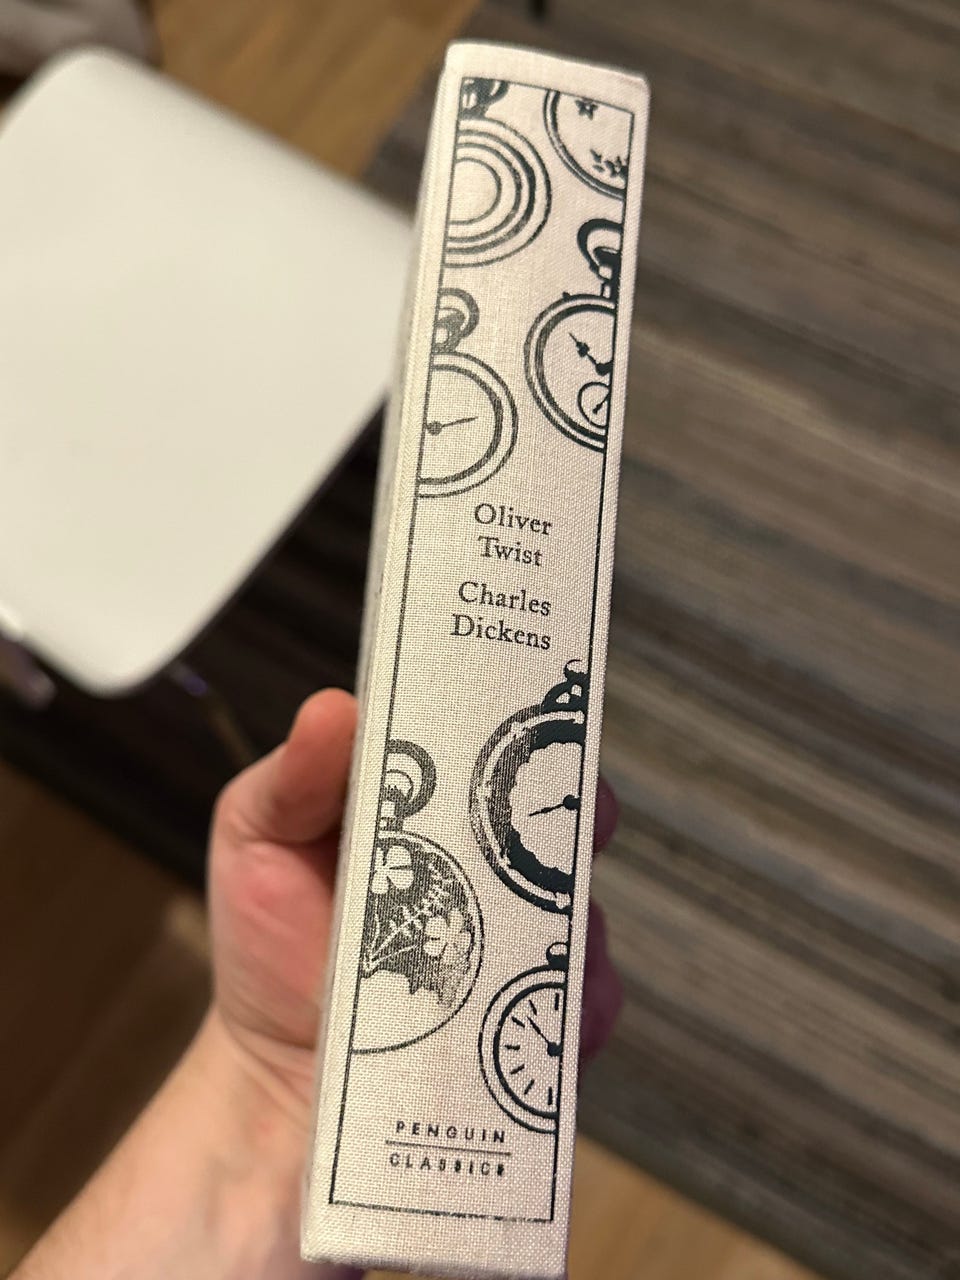 Oliver
Twist
Charles
Dickens
PENGUIN
CLASSICS